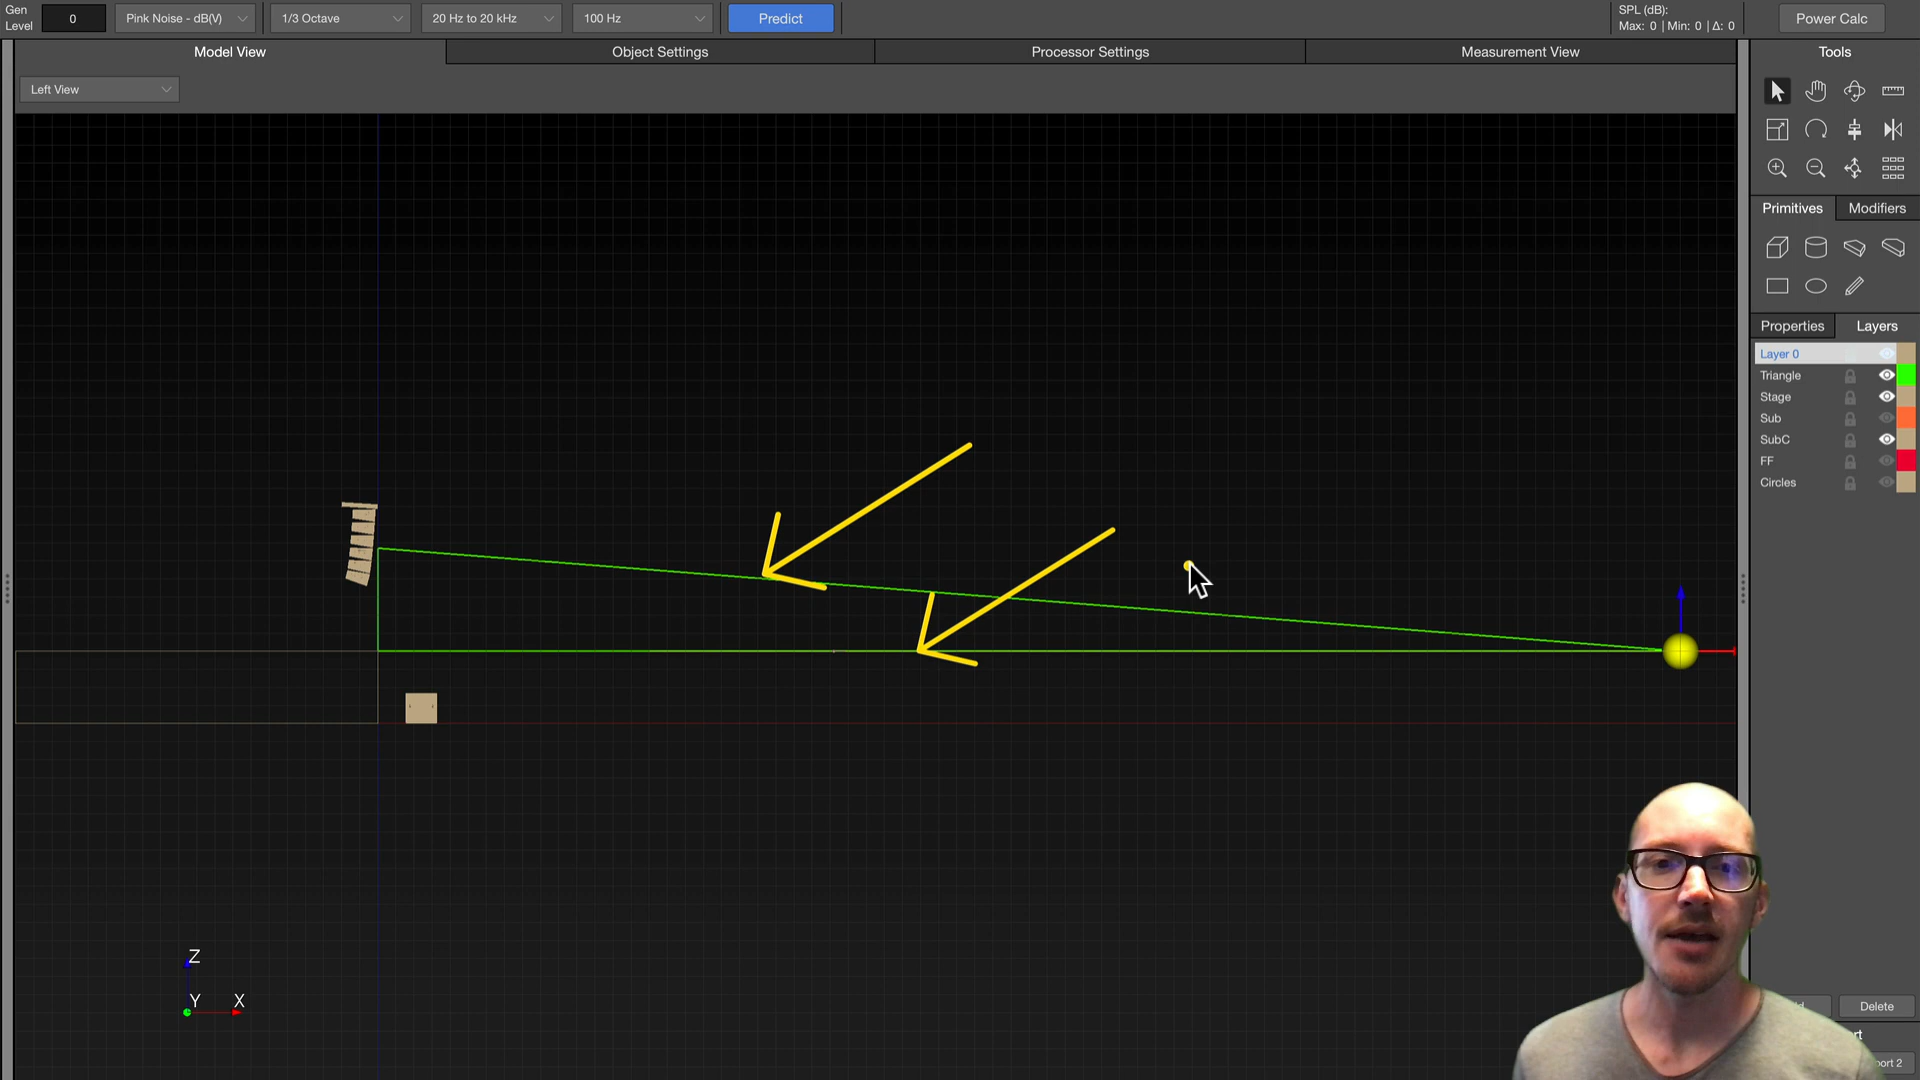 Gen
Level
0
Pink Noise - dB(V)
1/3 Octave
20 Hz to 20 kHz
100 Hz
Predict
SPL (dB):
Max: 0 | Min: 0 | Δ: 0
Power Calc
Model View
Object Settings
Processor Settings
Measurement View
Tools
Left View
Primitives
Modifiers
Properties
Layers
Layer 0
Triangle
Stage
Sub
SubC
FF
Circles
Z
Y
X
Delete